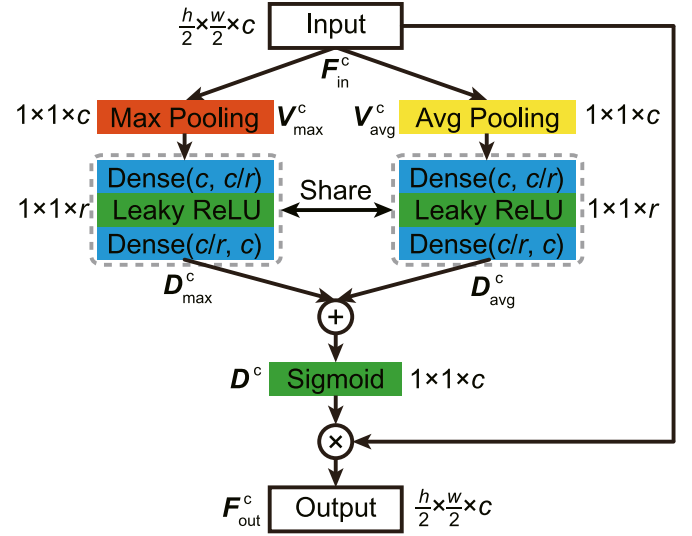 h/2 × w/2 × c Input
F^c_in
1×1×c Max Pooling V^c_max V^c_avg Avg Pooling 1×1×c
Dense(c, c/r) Dense(c, c/r)
Share
1×1×r Leaky ReLU Leaky ReLU 1×1×r
Dense(c/r, c) Dense(c/r, c)
D^c_max D^c_avg
+
D^c Sigmoid 1×1×c
×
F^c_out Output h/2 × w/2 × c